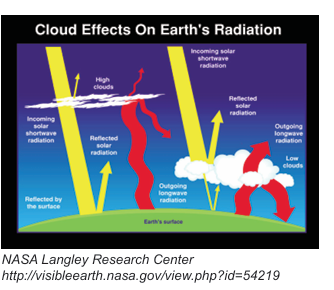 Cloud Effects On Earth's Radiation
Incoming solar
shortwave
radiation
High
clouds
Reflected
solar
radiation
Incoming
solar
shortwave
radiation
Outgoing
longwave
radiation
Reflected
solar
radiation
Low
clouds
Reflected by
the surface
Outgoing
longwave
radiation
Earth's surface
NASA Langley Research Center
http://visibleearth.nasa.gov/view.php?id=54219